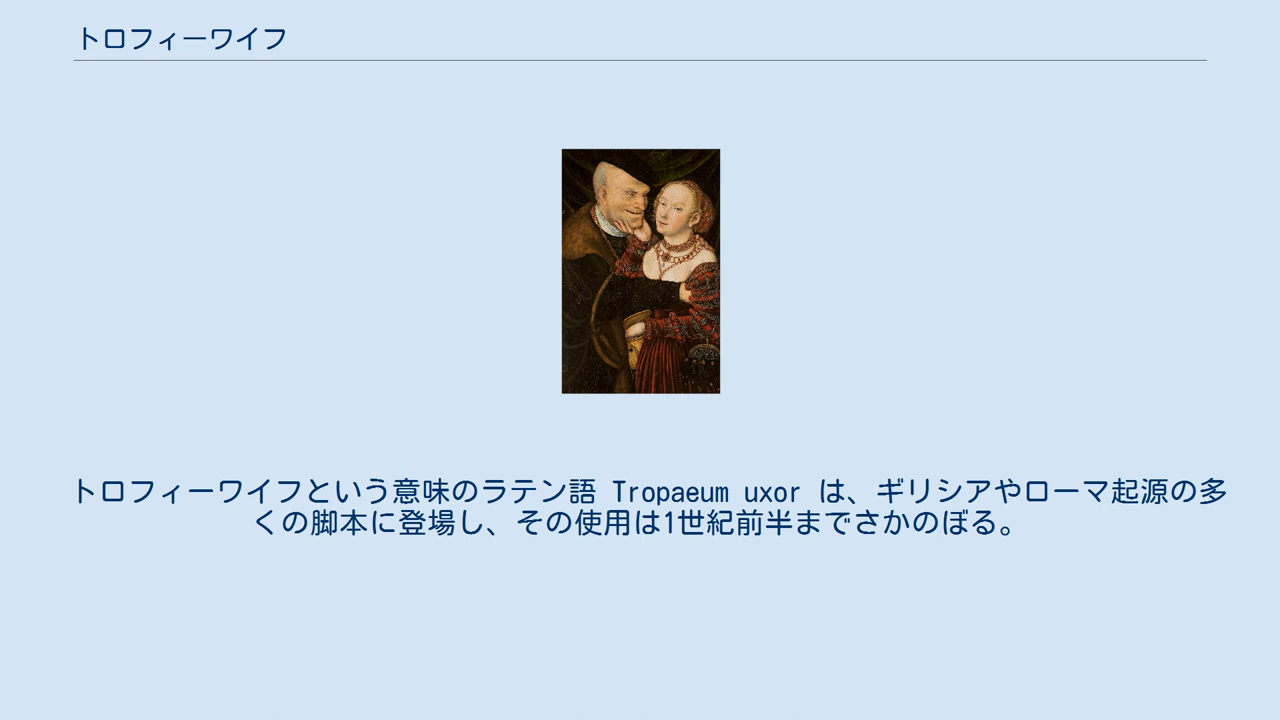 トロフィーワイフ
トロフィーワイフという意味のラテン語 Tropaeum uxor は、ギリシアやローマ起源の多
くの脚本に登場し、その使用は1世紀前半までさかのぼる。